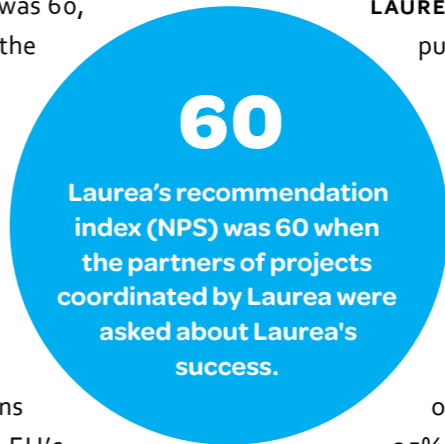 was 60,
the
LAURE
pu
60
Laurea's recommendation
index (NPS) was 60 when
the partners of projects
coordinated by Laurea were
asked about Laurea's
success.
ns
o